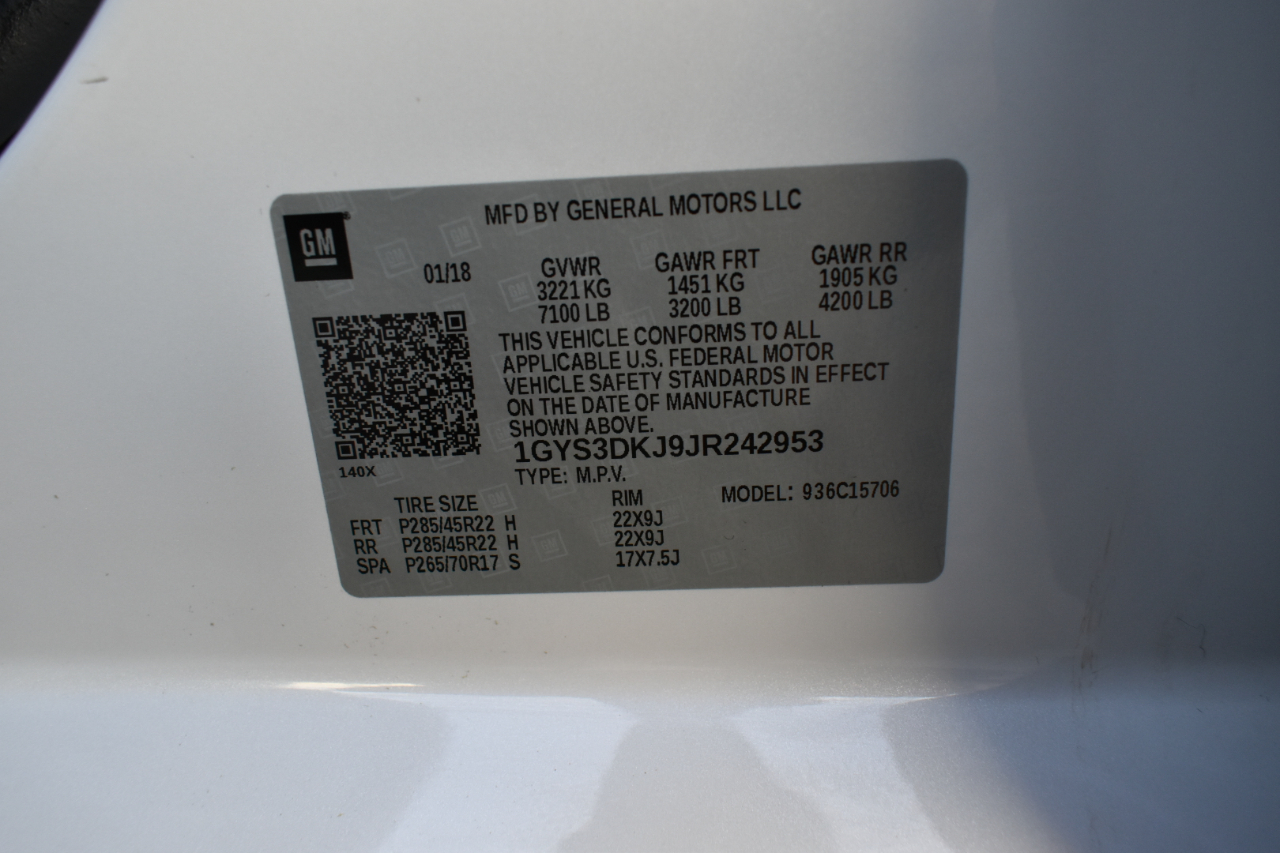 MFD BY GENERAL MOTORS LLC
GM
01/18
GVWR GAWR FRT GAWR RR
3221 KG 1451 KG 1905 KG
7100 LB 3200 LB 4200 LB
THIS VEHICLE CONFORMS TO ALL
APPLICABLE U.S. FEDERAL MOTOR
VEHICLE SAFETY STANDARDS IN EFFECT
ON THE DATE OF MANUFACTURE
SHOWN ABOVE.
1GYS3DKJ9JR242953
140X
TYPE: M.P.V.
TIRE SIZE RIM MODEL: 936C15706
FRT P285/45R22 H 22X9J
RR P285/45R22 H 22X9J
SPA P265/70R17 S 17X7.5J